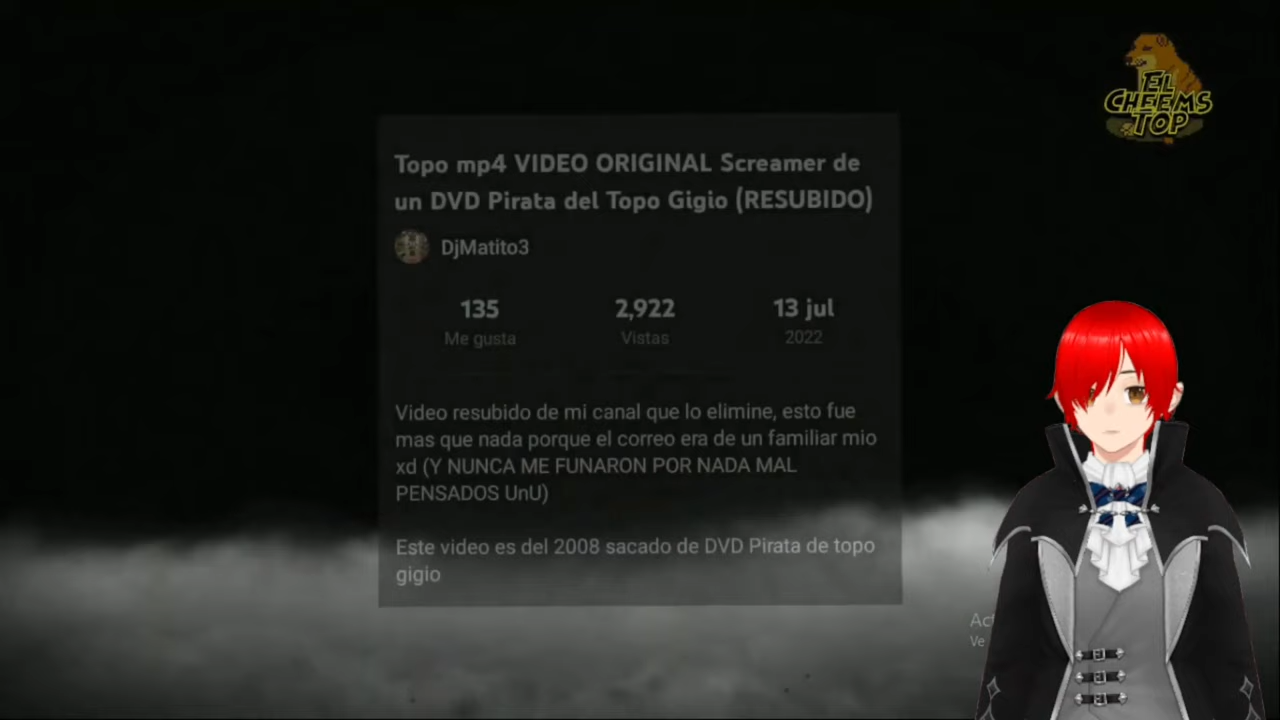 EL
CHEEMS
TOP
Topo mp4 VIDEO ORIGINAL Screamer de
un DVD Pirata del Topo Gigio (RESUBIDO)
DjMatito3
135 2,922 13 jul
Me gusta Vistas 2022
Video resubido de mi canal que lo elimine, esto fue
mas que nada porque el correo era de un familiar mio
xd (Y NUNCA ME FUNARON POR NADA MAL
PENSADOS UnU)
Este video es del 2008 sacado de DVD Pirata de topo
gigio
Ve